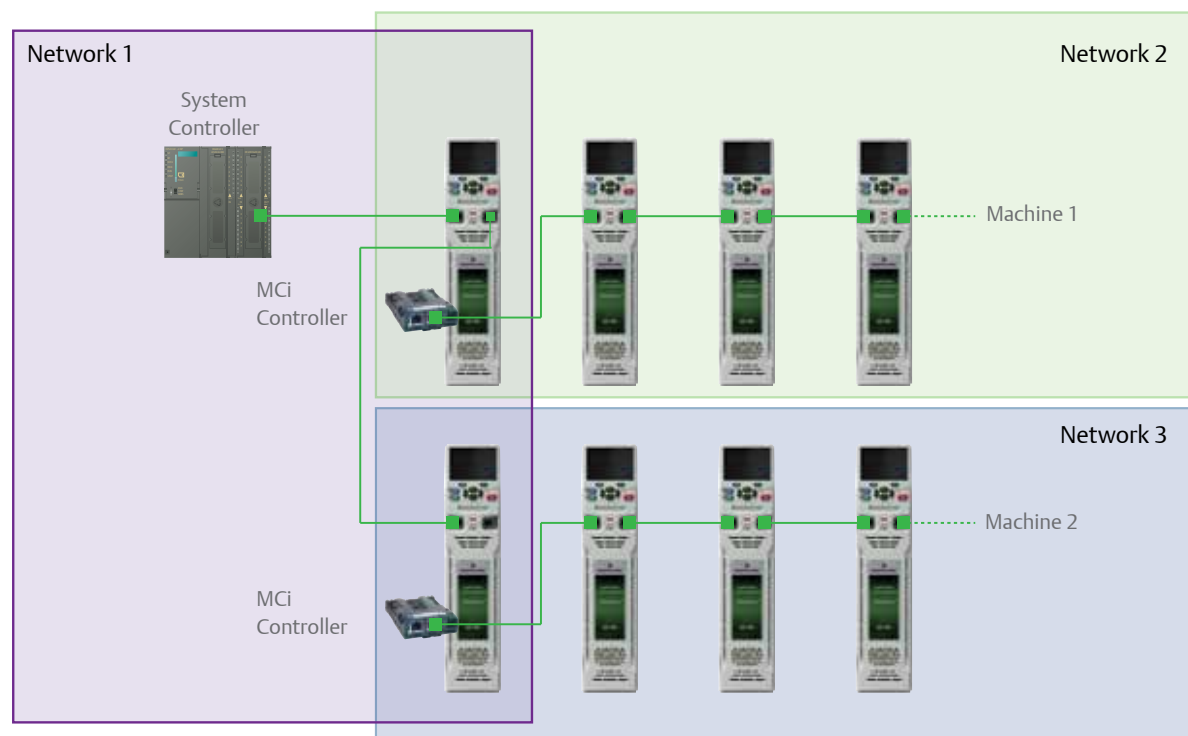 Network 1
Network 2
System
Controller
Machine 1
MCi
Controller
Network 3
Machine 2
MCi
Controller